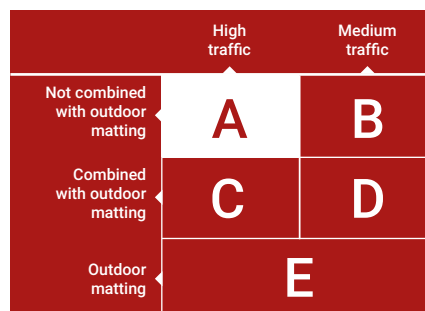 High
traffic
Medium
traffic
Not combined
with outdoor
matting
A
B
Combined
with outdoor
matting
C
D
Outdoor
matting
E